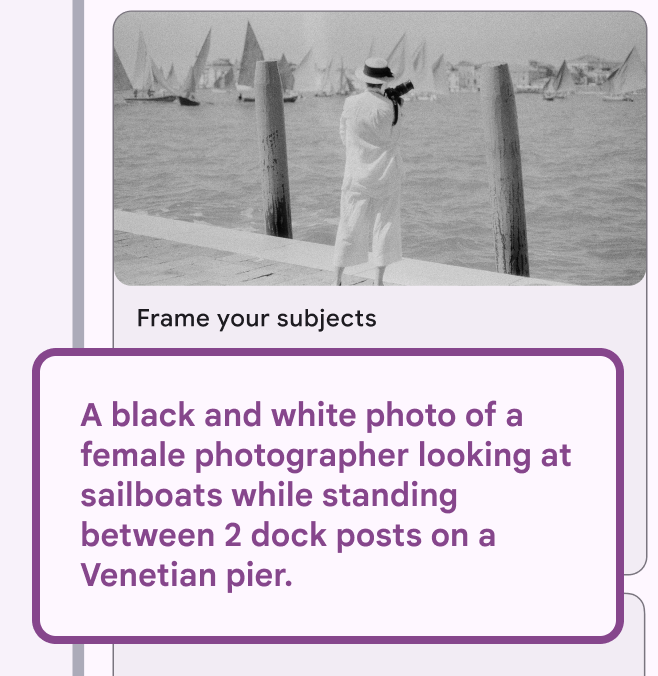 Frame your subjects
A black and white photo of a
female photographer looking at
sailboats while standing
between 2 dock posts on a
Venetian pier.